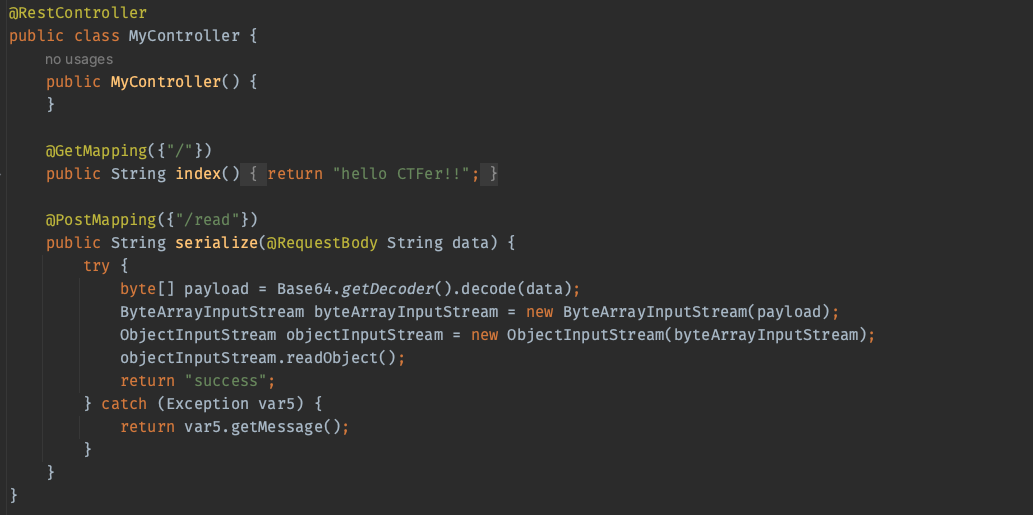 @RestController
public class MyController {
no usages
public MyController() {
}
@GetMapping({"/"})
public String index() { return "hello CTFer!!"; }
@PostMapping({"/read"})
public String serialize(@RequestBody String data) {
try {
byte[] payload = Base64.getDecoder().decode(data);
ByteArrayInputStream byteArrayInputStream = new ByteArrayInputStream(payload);
ObjectInputStream objectInputStream = new ObjectInputStream(byteArrayInputStream);
objectInputStream.readObject();
return "success";
} catch (Exception var5) {
return var5.getMessage();
}
}
}